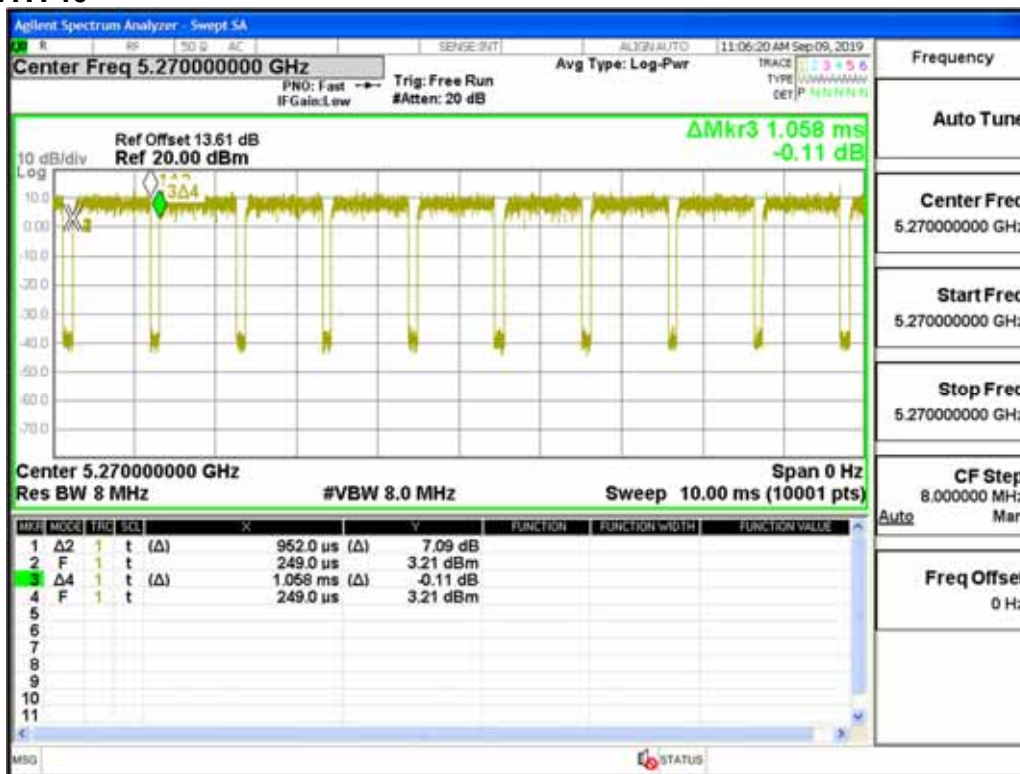 Agilent Spectrum Analyzer - Swept SA
R RF 50 Ω AC SENSE:INT ALIGN AUTO 11:06:20 AM Sep 09, 2019
Center Freq 5.270000000 GHz
PNO: Fast
IFGain:Low
Trig: Free Run
#Atten: 20 dB
Avg Type: Log-Pwr
TRACE 1 2 3 4 5 6
TYPE
DET P N N N N N
Ref Offset 13.61 dB
10 dB/div Ref 20.00 dBm
Log
ΔMkr3 1.058 ms
-0.11 dB
3Δ4
10.0
0.00
-10.0
-20.0
-30.0
-40.0
-50.0
-60.0
-70.0
Center 5.270000000 GHz Span 0 Hz
Res BW 8 MHz #VBW 8.0 MHz Sweep 10.00 ms (10001 pts)
MKR MODE TRC SCL X Y FUNCTION FUNCTION WIDTH FUNCTION VALUE
1 Δ2 1 t (Δ) 952.0 µs (Δ) 7.09 dB
2 F 1 t 249.0 µs 3.21 dBm
3 Δ4 1 t (Δ) 1.058 ms (Δ) -0.11 dB
4 F 1 t 249.0 µs 3.21 dBm
5
6
7
8
9
10
11
MSG STATUS
Frequency
Auto Tune
Center Freq
5.270000000 GHz
Start Freq
5.270000000 GHz
Stop Freq
5.270000000 GHz
CF Step
8.000000 MHz
Auto Man
Freq Offset
0 Hz